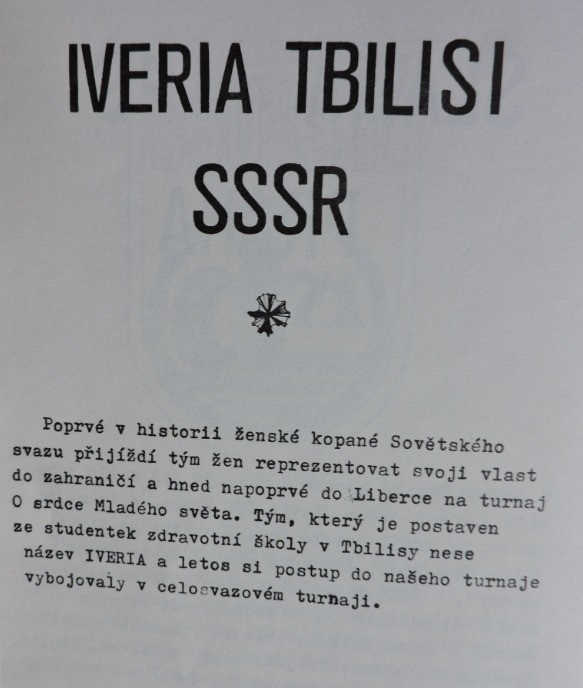 IVERIA TBILISI
SSSR
Poprvé v historii ženské kopané Sovětského
svazu přijíždí tým žen reprezentovat svoji vlast
do zahraničí a hned napoprvé do Liberce na turnaj
O srdce Mladého světa. Tým, který je postaven
ze studentek zdravotní školy v Tbilisy nese
název IVERIA a letos si postup do našeho turnaje
vybojovaly v celosvazovém turnaji.